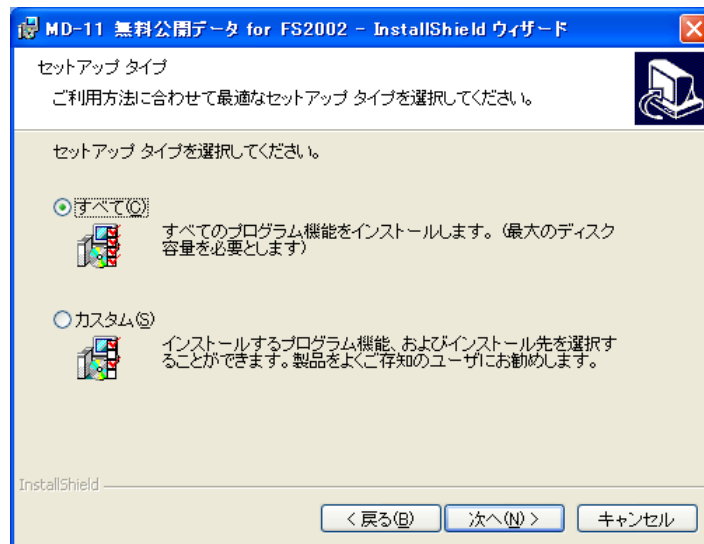 MD-11 無料公開データ for FS2002 - InstallShield ウィザード
セットアップ タイプ
ご利用方法に合わせて最適なセットアップ タイプを選択してください。
セットアップ タイプを選択してください。
すべて(C)
すべてのプログラム機能をインストールします。(最大のディスク
容量を必要とします)
カスタム(S)
インストールするプログラム機能、およびインストール先を選択す
ることができます。製品をよくご存知のユーザにお勧めします。
InstallShield
< 戻る(B) 次へ(N) > キャンセル